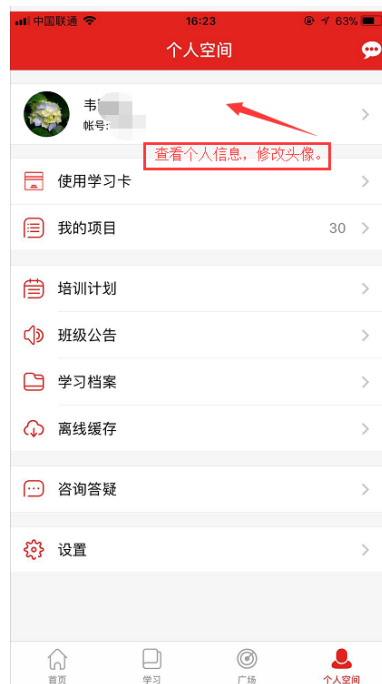 中国联通 16:23 63%
个人空间
韦
帐号:
查看个人信息，修改头像。
使用学习卡
我的项目 30
培训计划
班级公告
学习档案
离线缓存
咨询答疑
设置
首页 学习 广场 个人空间